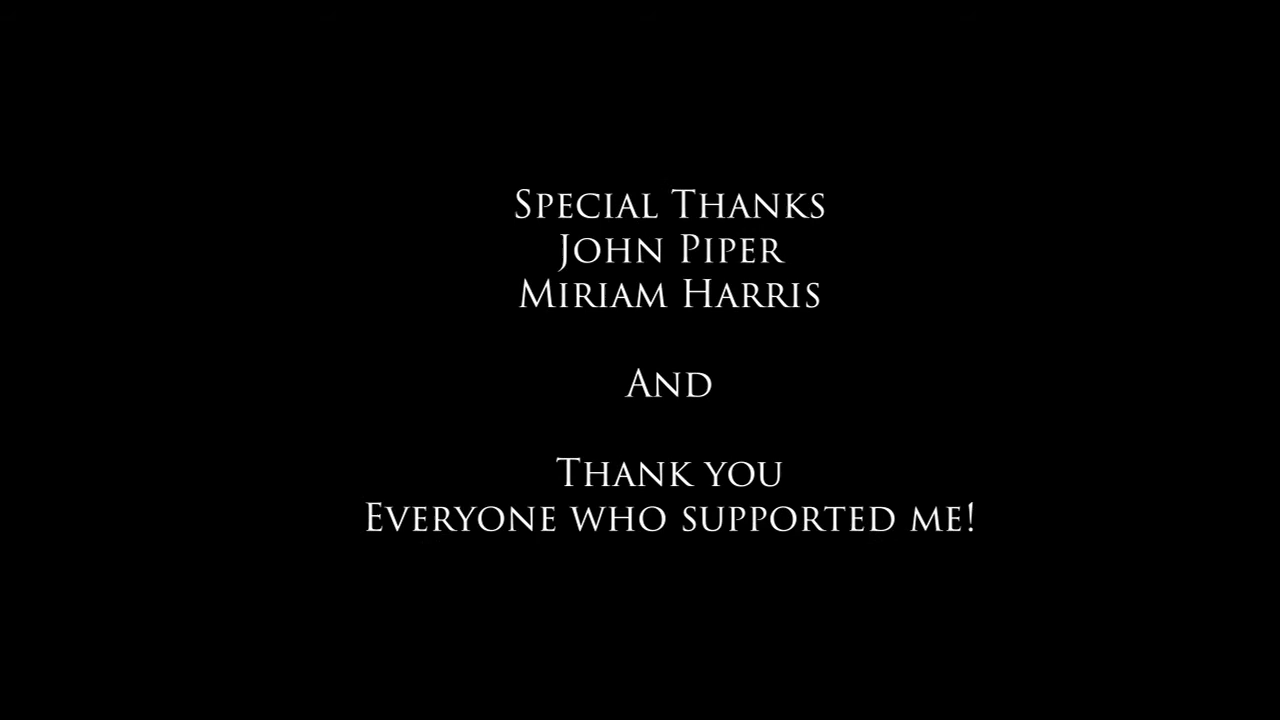 Special Thanks
John Piper
Miriam Harris
And
Thank you
Everyone who supported me!